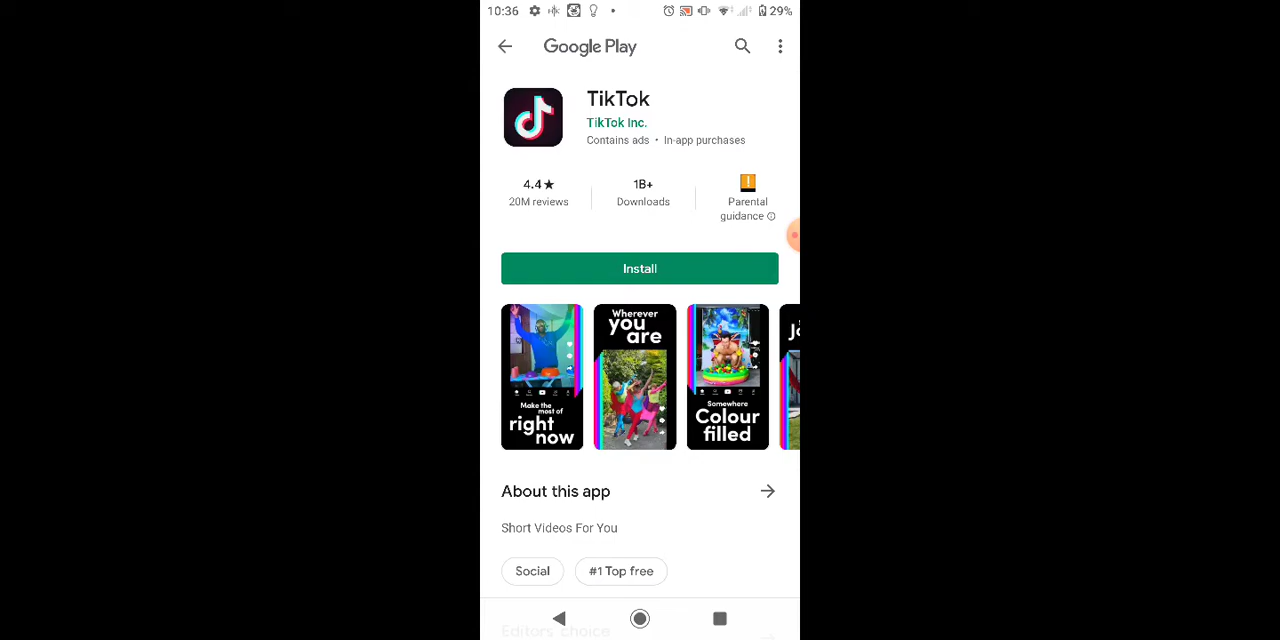 10:36
29%
Google Play
TikTok
TikTok Inc.
Contains ads • In-app purchases
4.4★
20M reviews
1B+
Downloads
Parental
guidance
Install
Make the
most of
right
now
Wherever
you
are
Somewhere
Colour
filled
About this app
Short Videos For You
Social
#1 Top free
Editors' choice